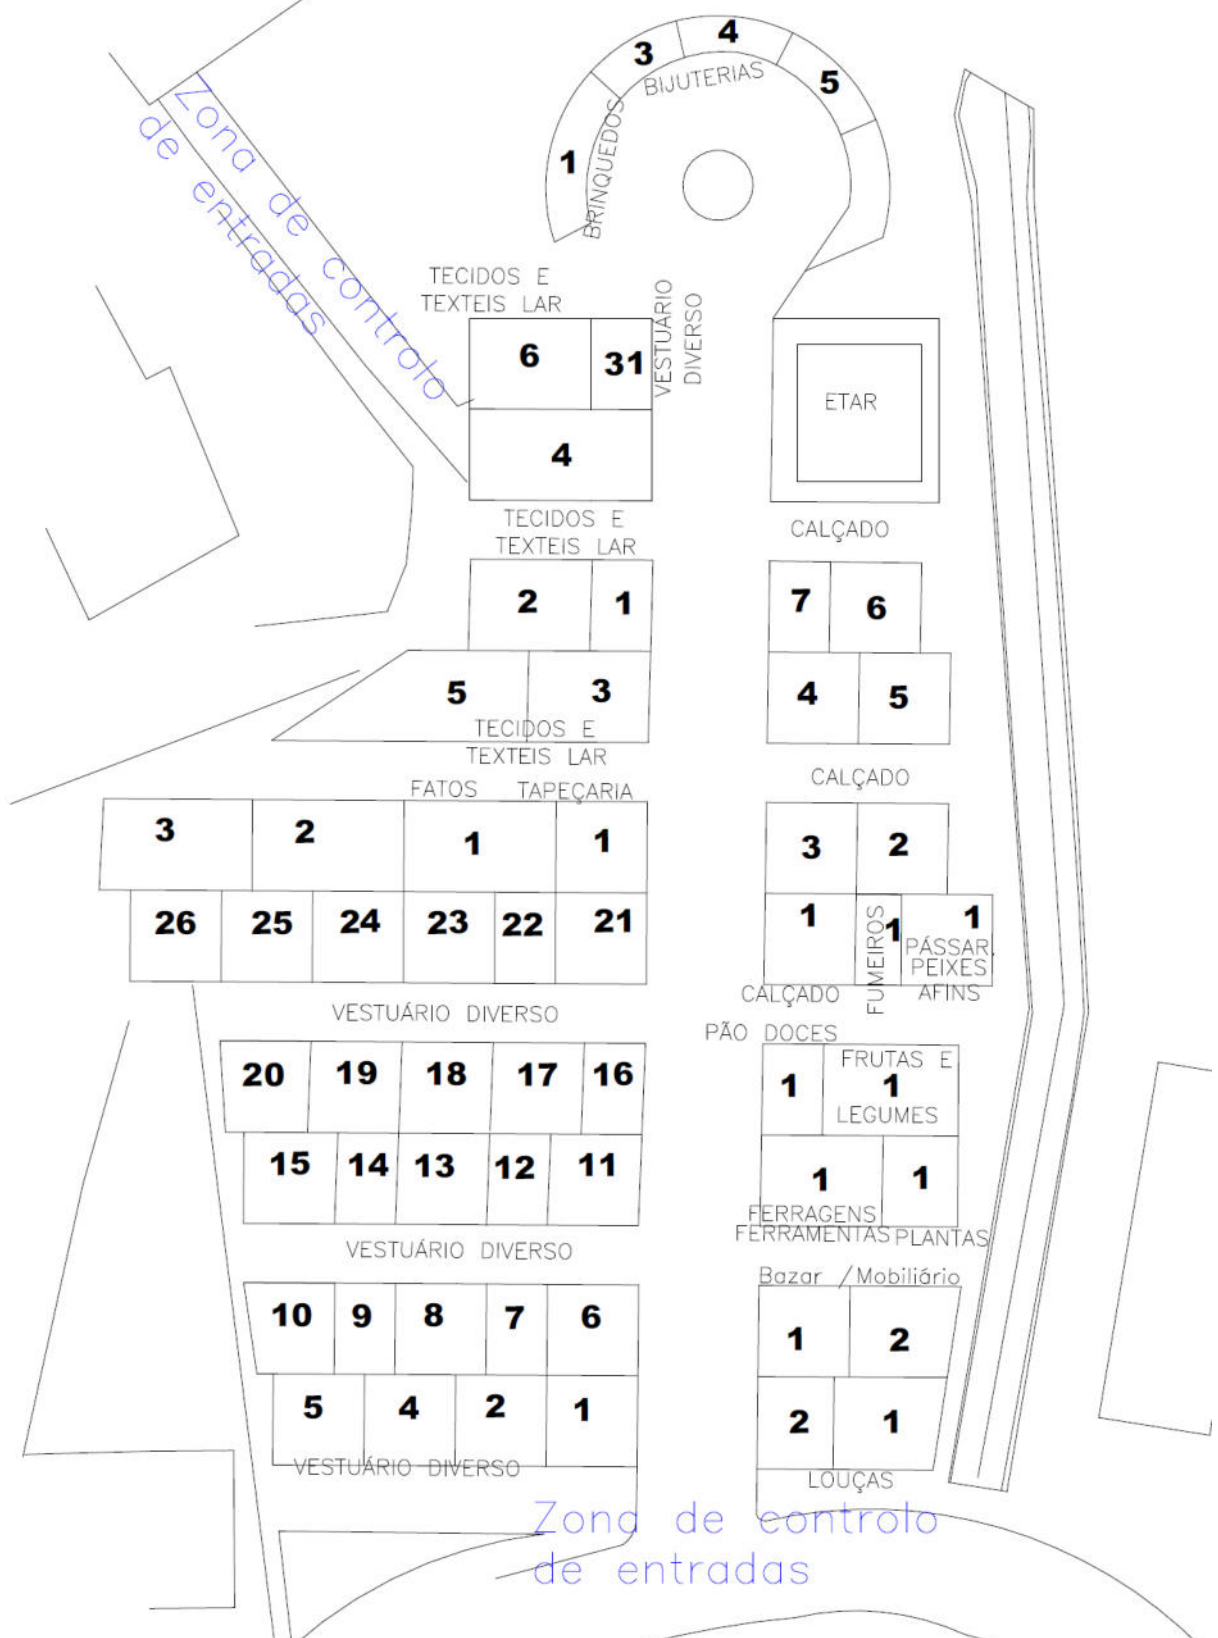 3
4
5
1
BIJUTERIAS
BRINQUEDOS
Zona de controlo
de entradas
TECIDOS E
TEXTEIS LAR
VESTUÁRIO
DIVERSO
6
31
4
ETAR
TECIDOS E
TEXTEIS LAR
CALÇADO
2
1
7
6
5
3
4
5
TECIDOS E
TEXTEIS LAR
CALÇADO
FATOS
TAPEÇARIA
3
2
1
1
3
2
26
25
24
23
22
21
1
FUMEIROS
1
1
PÁSSAR.
PEIXES
AFINS
CALÇADO
VESTUÁRIO DIVERSO
PÃO DOCES
20
19
18
17
16
1
FRUTAS E
1
LEGUMES
15
14
13
12
11
1
1
FERRAGENS
FERRAMENTAS
PLANTAS
VESTUÁRIO DIVERSO
Bazar /Mobiliário
10
9
8
7
6
1
2
5
4
2
1
2
1
VESTUÁRIO DIVERSO
LOUÇAS
Zona de controlo
de entradas